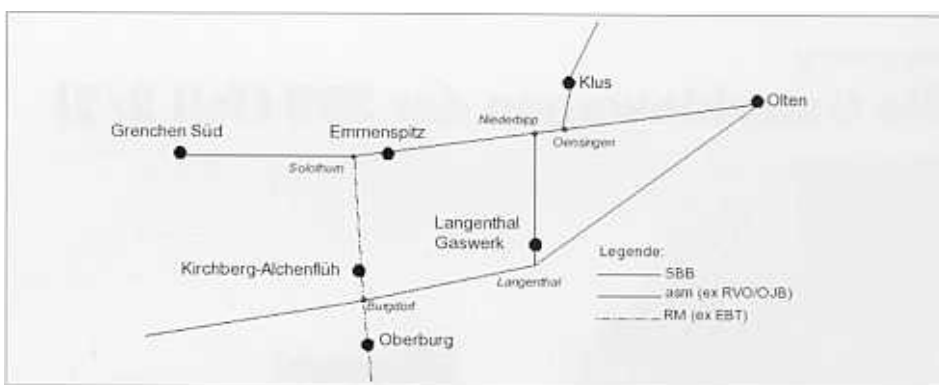 Klus
Olten
Grenchen Süd
Emmenspitz
Niederbipp
Oensingen
Solothurn
Langenthal
Gaswerk
Kirchberg-Alchenflüh
Langenthal
Burgdorf
Oberburg
Legende:
SBB
asm (ex RVO/OJB)
RM (ex EBT)